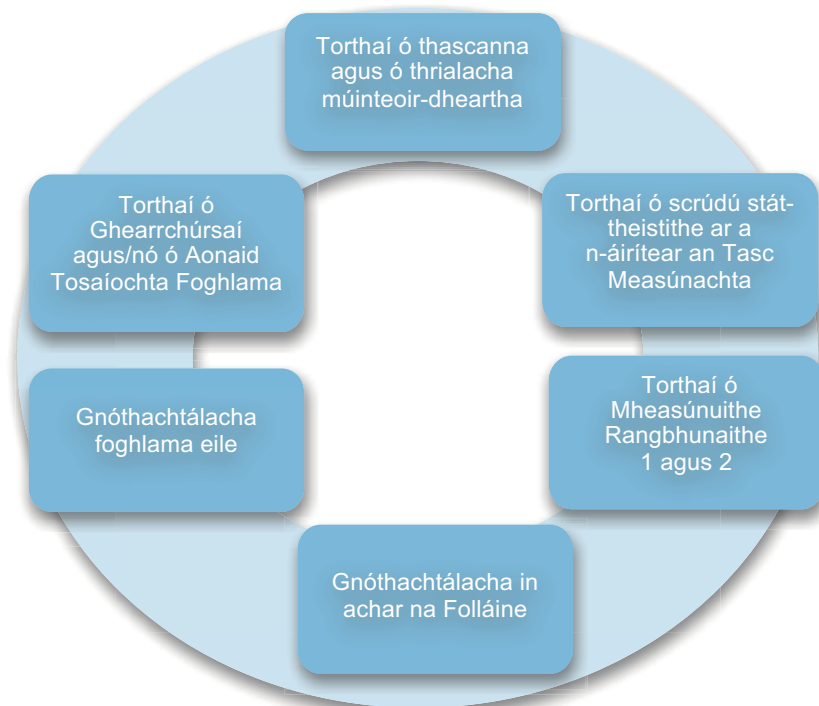 Torthaí ó thascanna
agus ó thrialacha
múinteoir-dheartha
Torthaí ó
Ghearrchúrsaí
agus/nó ó Aonaid
Tosaíochta Foghlama
Torthaí ó scrúdú stát-
theistithe ar a
n-áirítear an Tasc
Measúnachta
Gnóthachtálacha
foghlama eile
Torthaí ó
Mheasúnuithe
Rangbhunaithe
1 agus 2
Gnóthachtálacha in
achar na Folláine